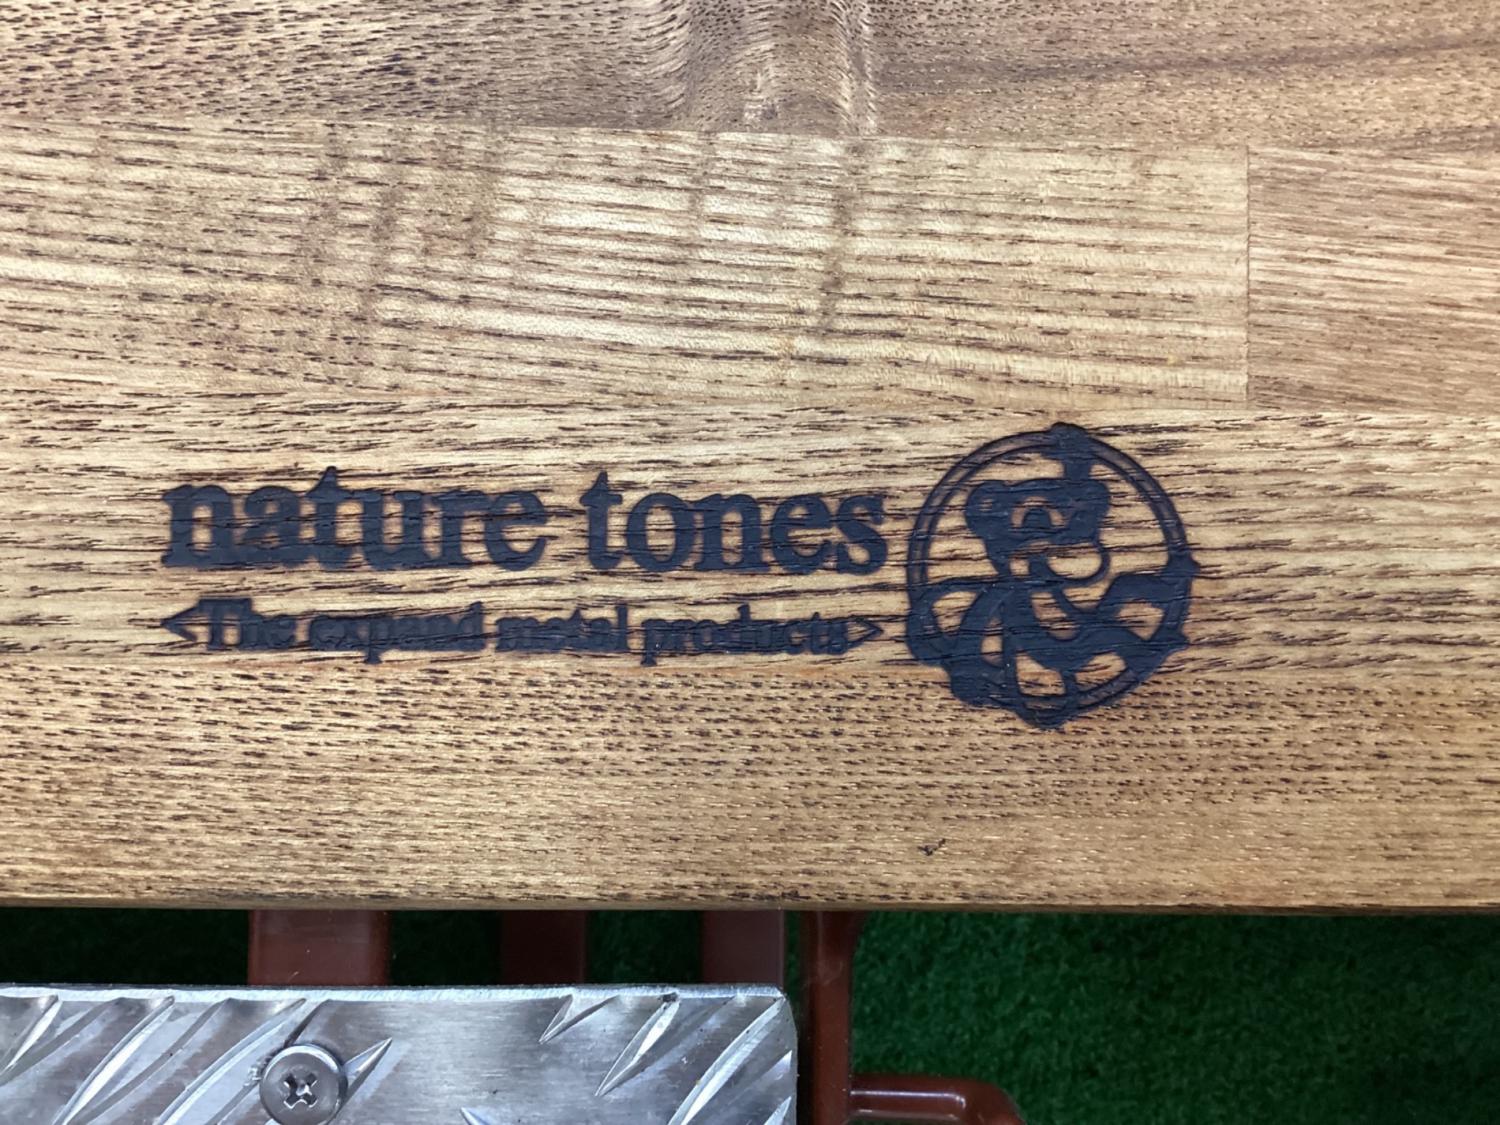 nature tones
<The expand metal products>